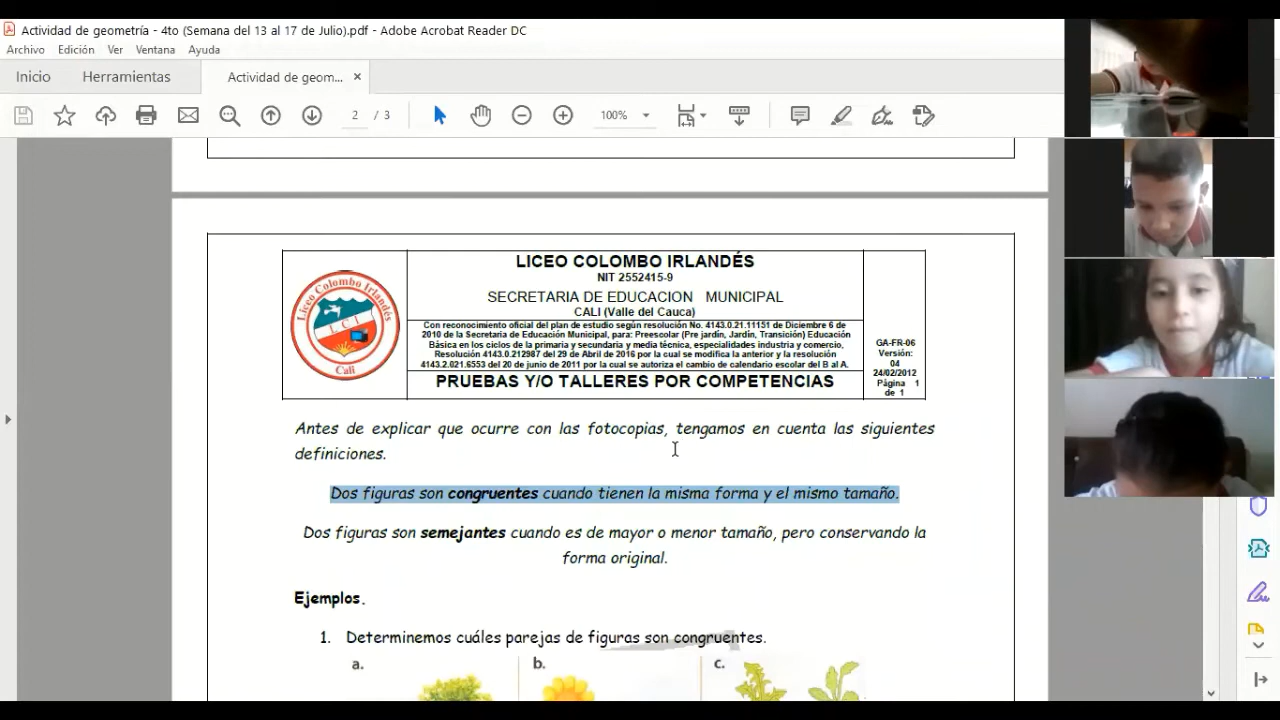 Actividad de geometría - 4to (Semana del 13 al 17 de Julio).pdf - Adobe Acrobat Reader DC
Archivo Edición Ver Ventana Ayuda
Inicio Herramientas Actividad de geom... ×
2 / 3 100%
LICEO COLOMBO IRLANDÉS
NIT 2552415-9
SECRETARIA DE EDUCACION MUNICIPAL
CALI (Valle del Cauca)
Con reconocimiento oficial del plan de estudio según resolución No. 4143.0.21.11151 de Diciembre 6 de
2010 de la Secretaria de Educación Municipal, para: Preescolar (Pre jardín, Jardín, Transición) Educación
Básica en los ciclos de la primaria y secundaria y media técnica, especialidades industria y comercio,
Resolución 4143.0.212987 del 29 de Abril de 2016 por la cual se modifica la anterior y la resolución
4143.2.021.6553 del 20 de junio de 2011 por la cual se autoriza el cambio de calendario escolar del B al A.
PRUEBAS Y/O TALLERES POR COMPETENCIAS
GA-FR-06
Versión:
04
24/02/2012
Página 1
de 1
Liceo Colombo Irlandés
L.C.I.
Cali
Antes de explicar que ocurre con las fotocopias, tengamos en cuenta las siguientes
definiciones.
Dos figuras son congruentes cuando tienen la misma forma y el mismo tamaño.
Dos figuras son semejantes cuando es de mayor o menor tamaño, pero conservando la
forma original.
Ejemplos.
1. Determinemos cuáles parejas de figuras son congruentes.
a. b. c.